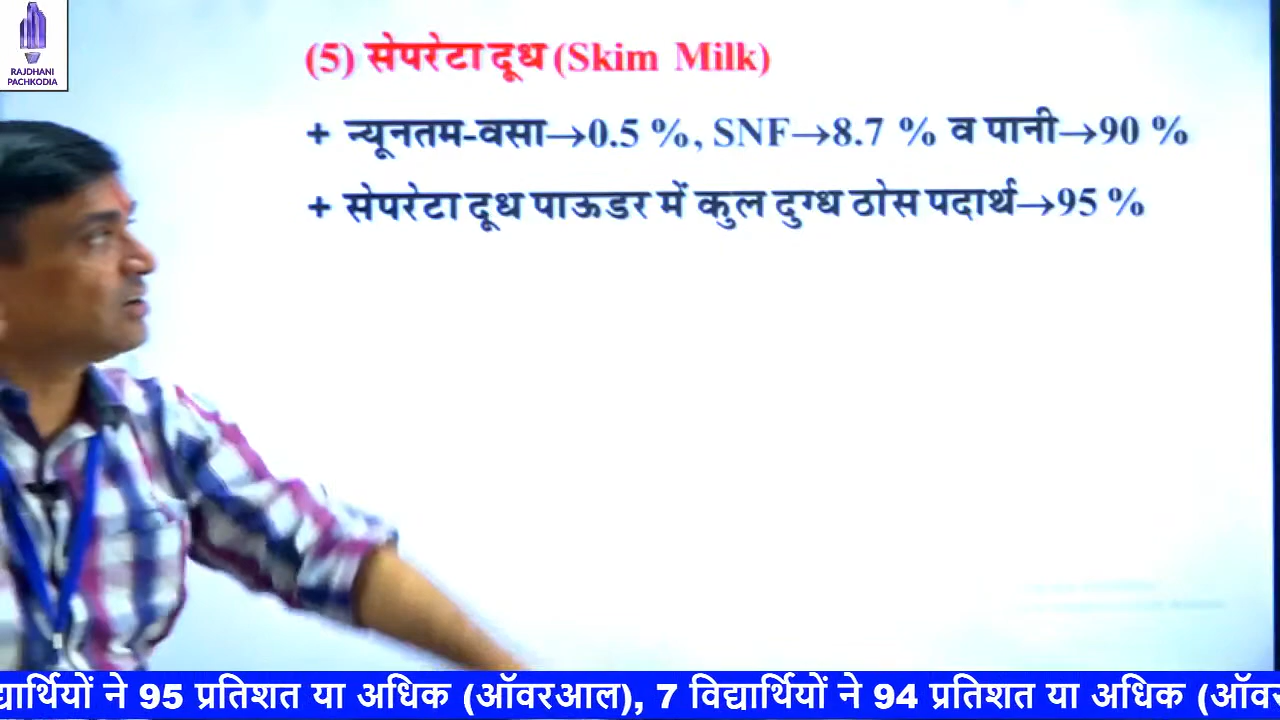 RAJDHANI
PACHKODIA
(5) सेपरेटा दूध (Skim Milk)
+ न्यूनतम-वसा→0.5 %, SNF→8.7 % व पानी→90 %
+ सेपरेटा दूध पाऊडर में कुल दुग्ध ठोस पदार्थ→95 %
ने 95 प्रतिशत या अधिक (ऑवरआल), 7 विद्यार्थियों ने 94 प्रतिशत या अधिक